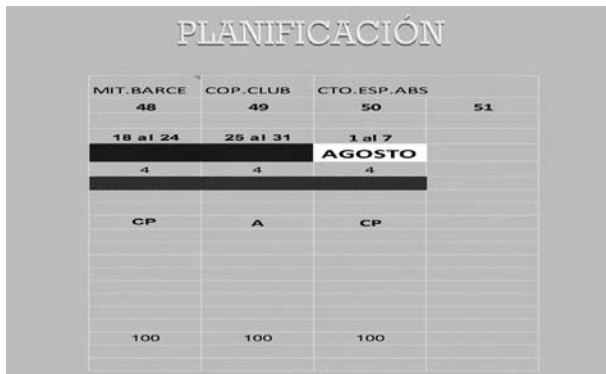 PLANIFICACIÓN
MIT.BARCE COP.CLUB CTO.ESP.ABS
48 49 50 51
18 al 24 25 al 31 1 al 7
AGOSTO
4 4 4
CP A CP
100 100 100